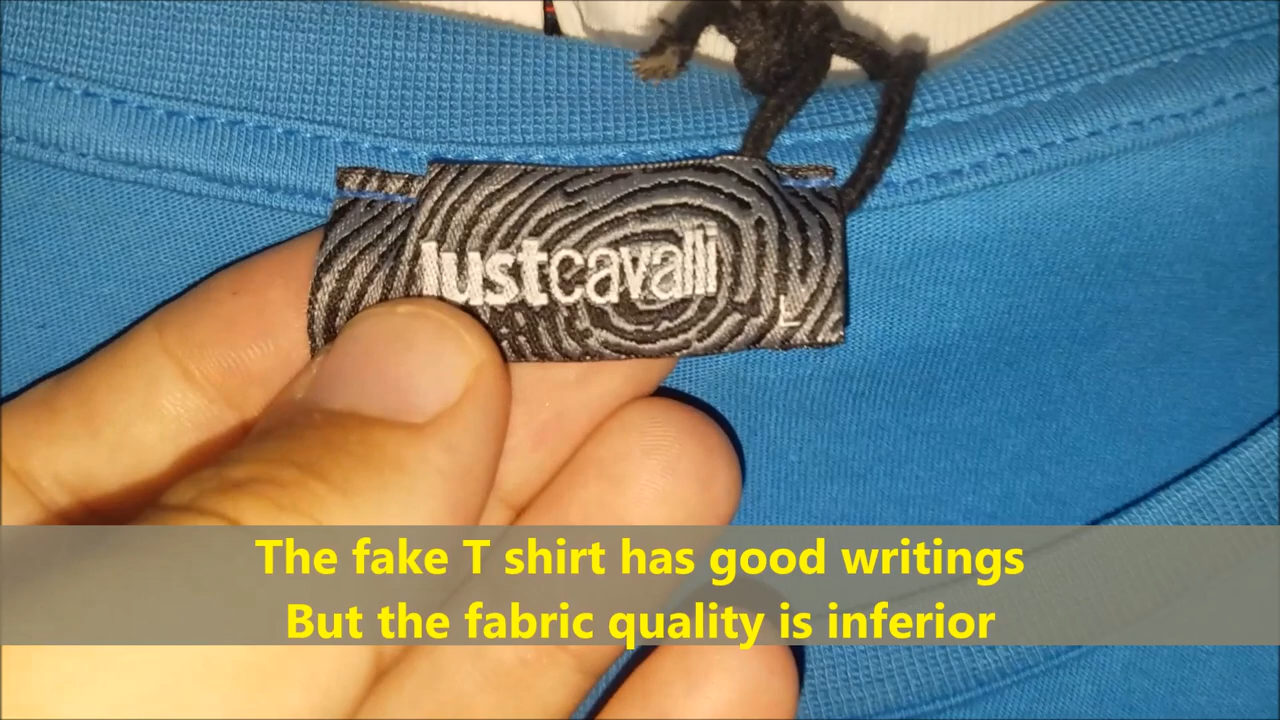 justcavalli
L
The fake T shirt has good writings
But the fabric quality is inferior